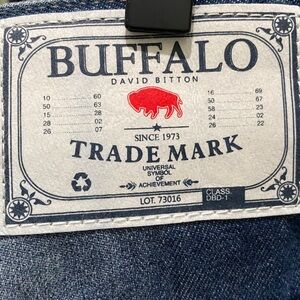 BUFFALO
DAVID BITTON
10 60 16 69
50 63 50 67
15 28 58 23
28 02 24 02
26 07 26 22
SINCE 1973
TRADE MARK
UNIVERSAL
SYMBOL
OF
ACHIEVEMENT
LOT. 73016
CLASS.
DBD-1